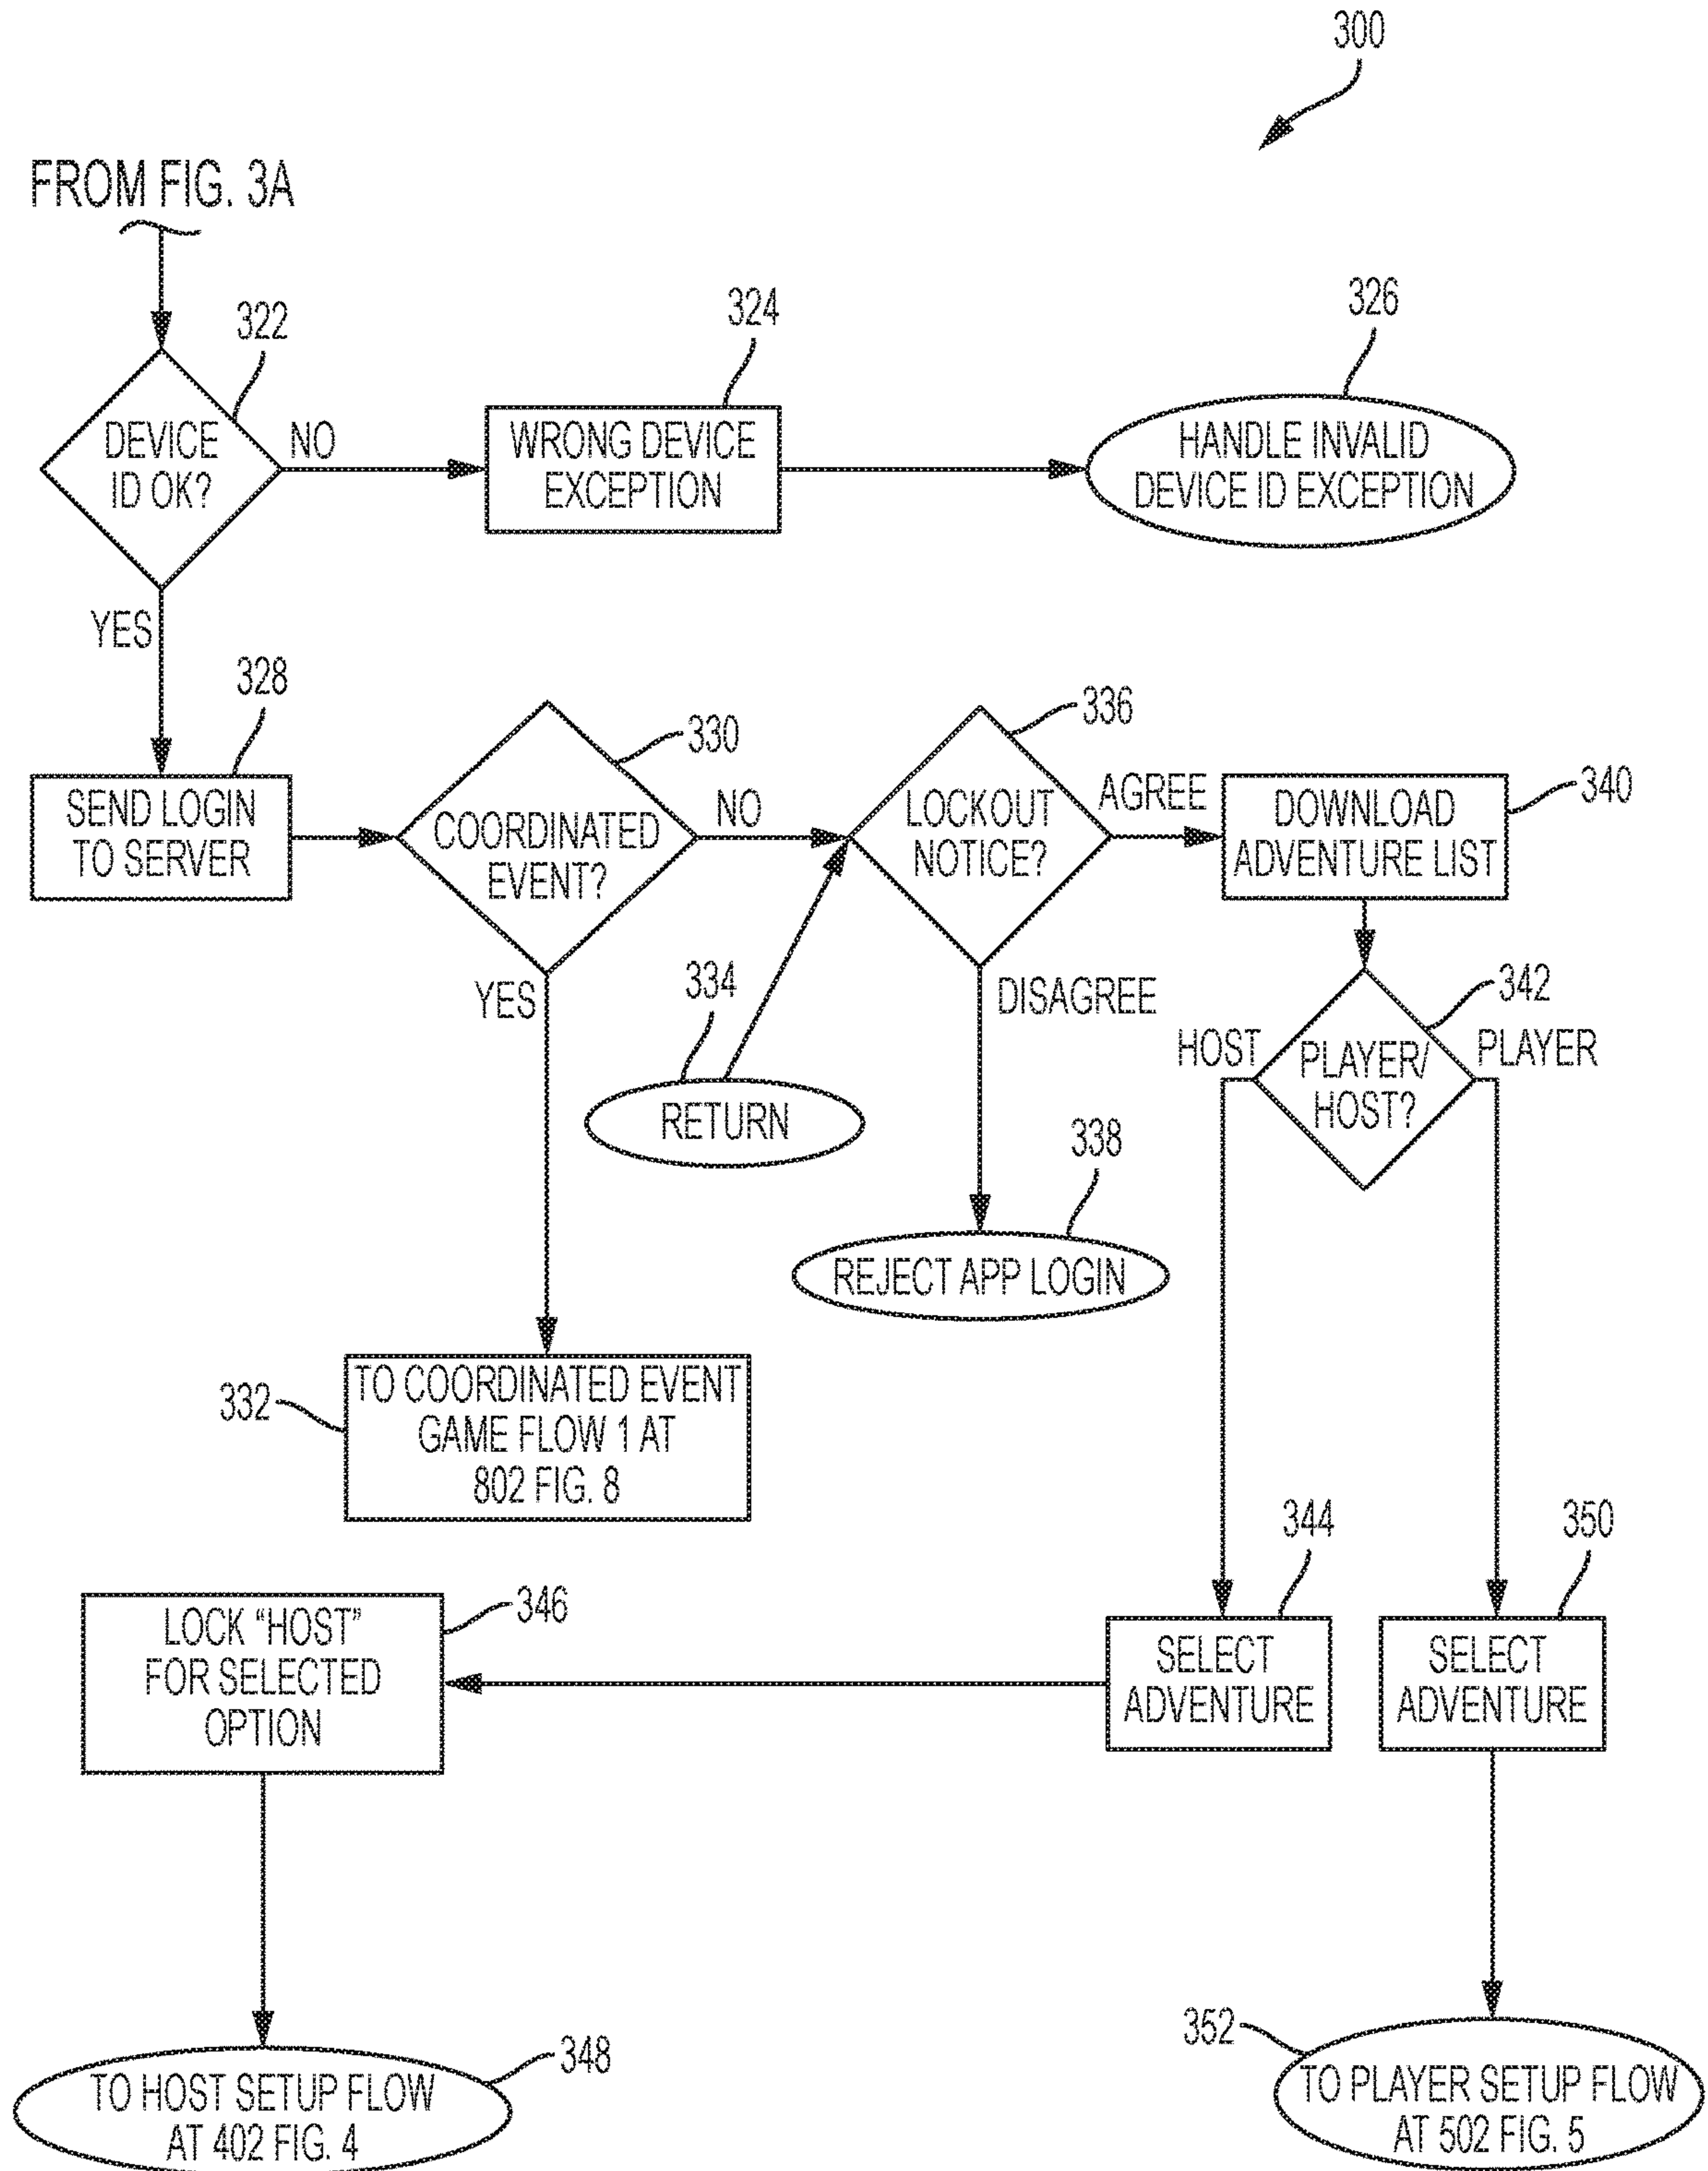 300
FROM FIG. 3A
322
324
326
DEVICE
ID OK?
NO
WRONG DEVICE
EXCEPTION
HANDLE INVALID
DEVICE ID EXCEPTION
YES
328
330
336
340
SEND LOGIN
TO SERVER
COORDINATED
EVENT?
NO
LOCKOUT
NOTICE?
AGREE
DOWNLOAD
ADVENTURE LIST
YES
334
DISAGREE
342
HOST
PLAYER/
HOST?
PLAYER
RETURN
338
REJECT APP LOGIN
332
TO COORDINATED EVENT
GAME FLOW 1 AT
802 FIG. 8
344
350
346
LOCK “HOST”
FOR SELECTED
OPTION
SELECT
ADVENTURE
SELECT
ADVENTURE
348
352
TO HOST SETUP FLOW
AT 402 FIG. 4
TO PLAYER SETUP FLOW
AT 502 FIG. 5